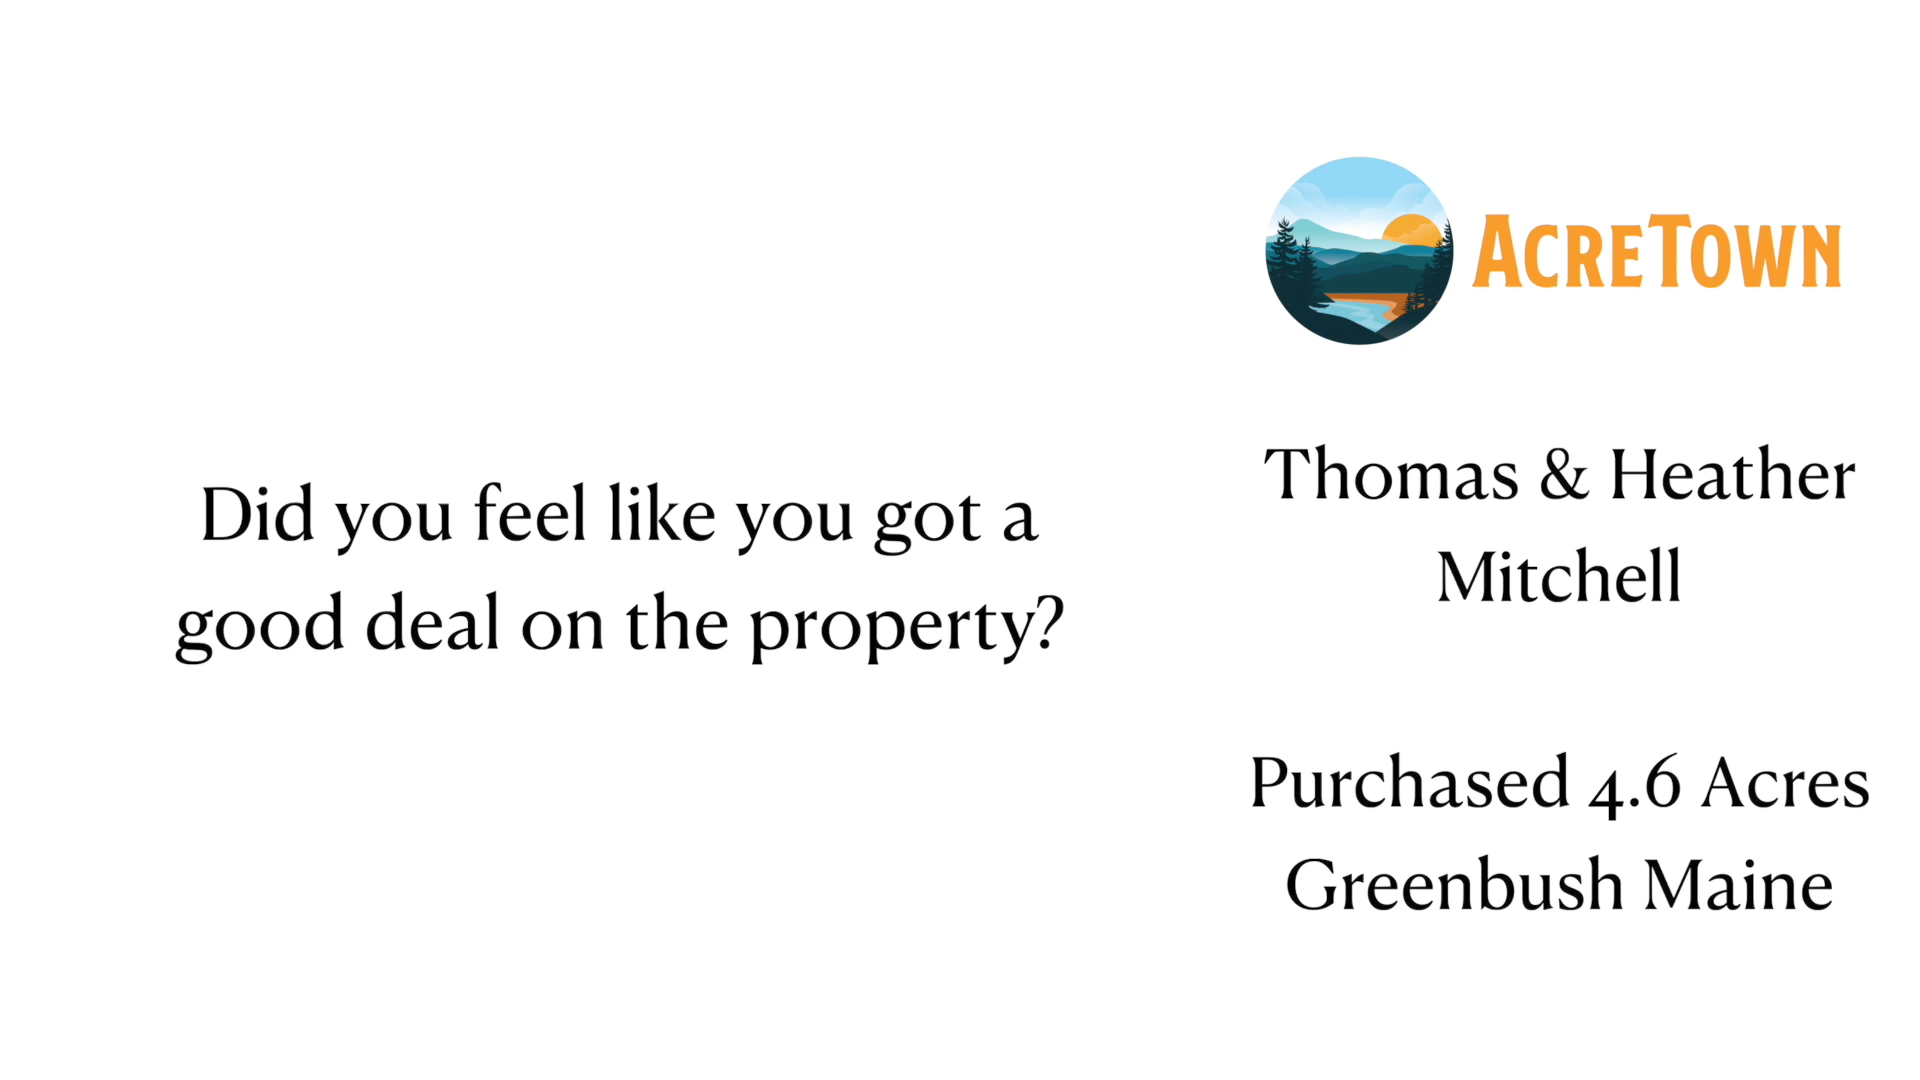 AcreTown
Did you feel like you got a
good deal on the property?
Thomas & Heather
Mitchell
Purchased 4.6 Acres
Greenbush Maine